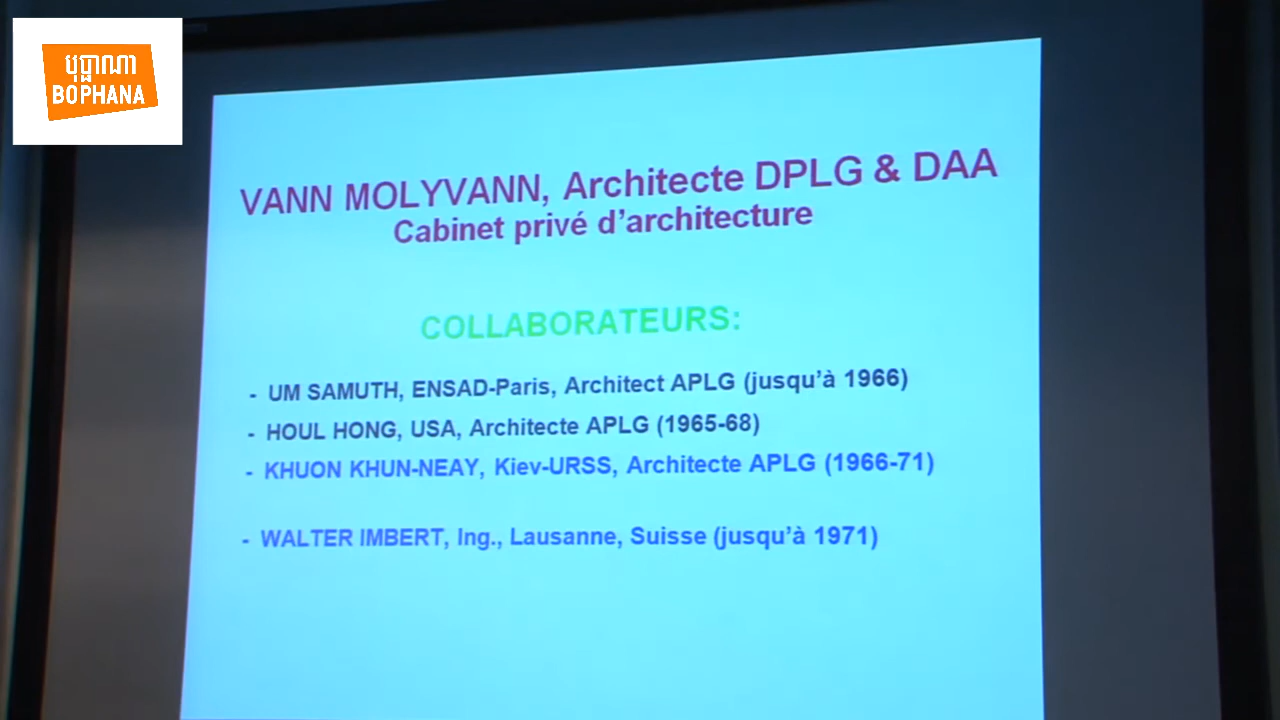 បុប្ផាណា
BOPHANA
VANN MOLYVANN, Architecte DPLG & DAA
Cabinet privé d’architecture
COLLABORATEURS:
- UM SAMUTH, ENSAD-Paris, Architect APLG (jusqu’à 1966)
- HOUL HONG, USA, Architecte APLG (1965-68)
- KHUON KHUN-NEAY, Kiev-URSS, Architecte APLG (1966-71)
- WALTER IMBERT, Ing., Lausanne, Suisse (jusqu’à 1971)